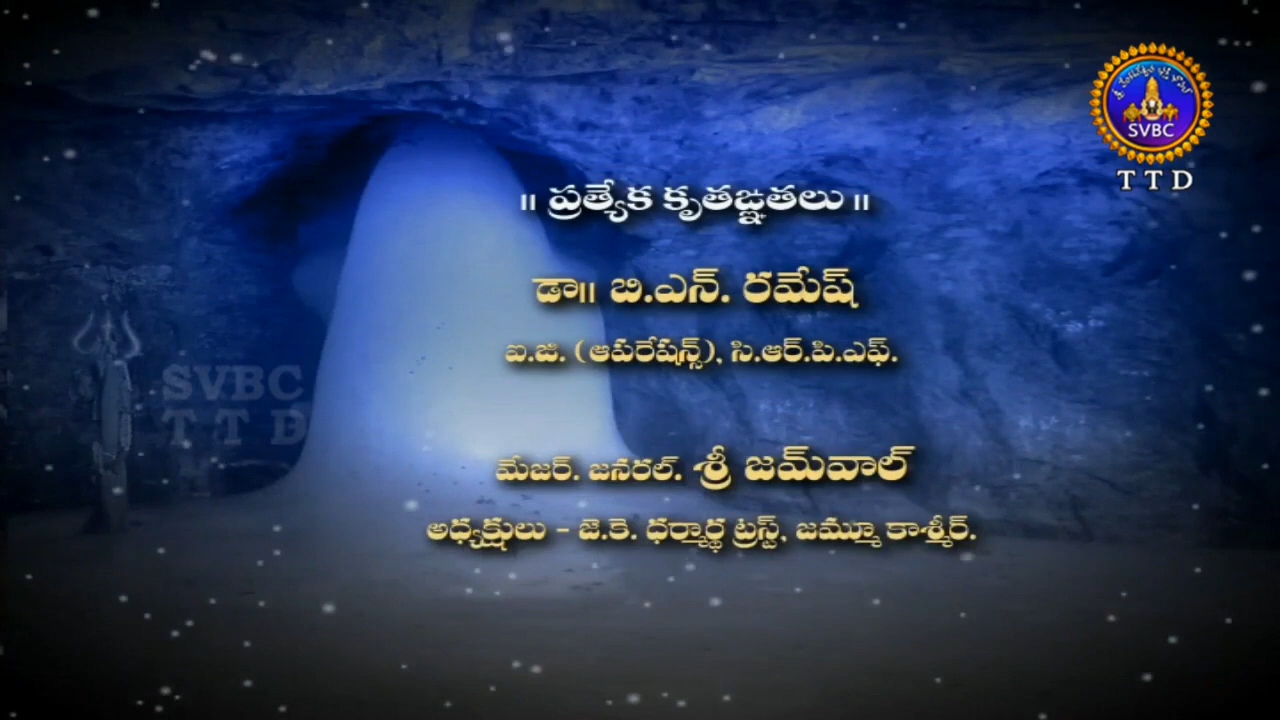 ॥ ప్రత్యేక కృతజ్ఞతలు ॥
డా॥ బి.ఎన్. రమేష్
ఐ.జి. (ఆపరేషన్స్), సి.ఆర్.పి.ఎఫ్.
మేజర్. జనరల్. శ్రీ జమ్‌వాల్
అధ్యక్షులు - జె.కె. ధర్మార్థ ట్రస్ట్, జమ్మూ కాశ్మీర్.
SVBC
TTD
SVBC
TTD